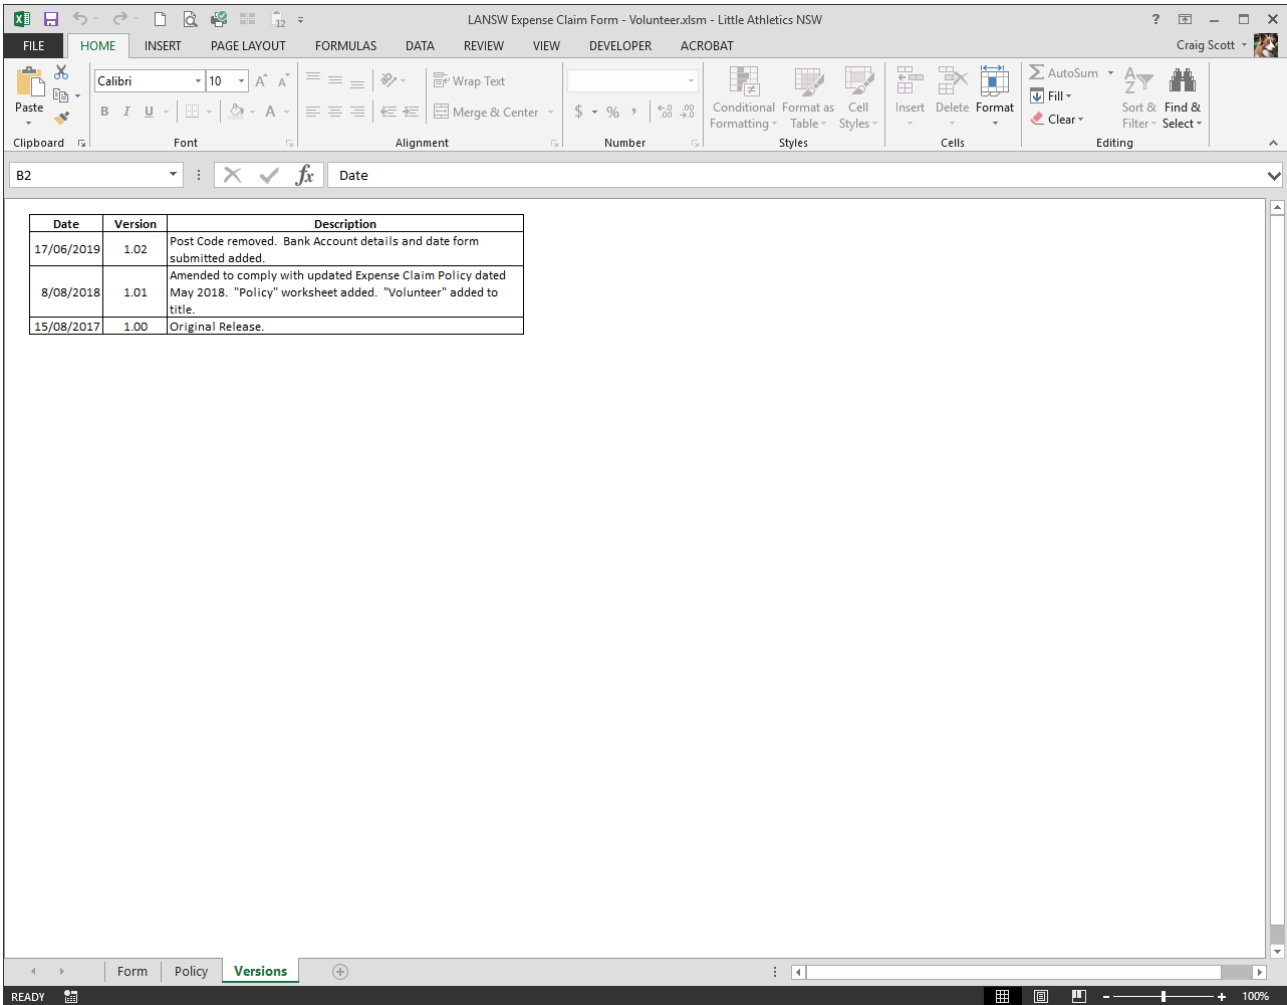 LANSW Expense Claim Form - Volunteer.xlsm - Little Athletics NSW
FILE HOME INSERT PAGE LAYOUT FORMULAS DATA REVIEW VIEW DEVELOPER ACROBAT Craig Scott
Paste
Calibri 10
B I U
Wrap Text
Merge & Center
$ % ,
Conditional Formatting
Format as Table
Cell Styles
Insert Delete Format
AutoSum
Fill
Clear
Sort & Filter
Find & Select
Clipboard Font Alignment Number Styles Cells Editing
B2 fx Date
Date Version Description
17/06/2019 1.02 Post Code removed.  Bank Account details and date form
submitted added.
8/08/2018 1.01 Amended to comply with updated Expense Claim Policy dated
May 2018.  "Policy" worksheet added.  "Volunteer" added to
title.
15/08/2017 1.00 Original Release.
Form Policy Versions
READY 100%